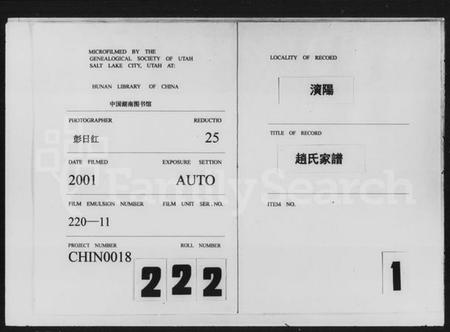 MICROFILMED BY THE
GENEALOGICAL SOCIETY OF UTAH
SALT LAKE CITY, UTAH AT:
HUNAN LIBRARY OF CHINA
中国湖南图书馆
PHOTOGRAPHER REDUCTIO
彭日红 25
DATE FILMED EXPOSURE SETTION
2001 AUTO
FILM EMULSION NUMBER FILM UNIT SER. NO.
220—11
PROJECT NUMBER ROLL NUMBER
CHIN0018 222
LOCALITY OF RECORD
濱陽
TITLE OF RECORD
趙氏家譜
ITEM NO.
1
FamilySearch